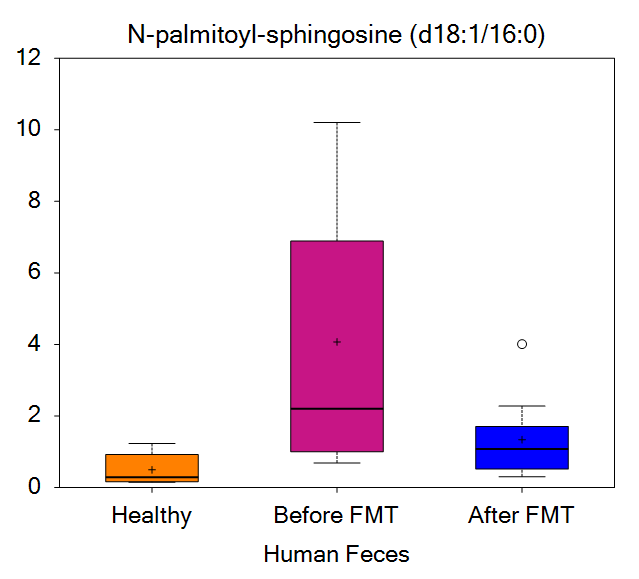 N-palmitoyl-sphingosine (d18:1/16:0)
12
10
8
6
4
2
0
Healthy Before FMT After FMT
Human Feces